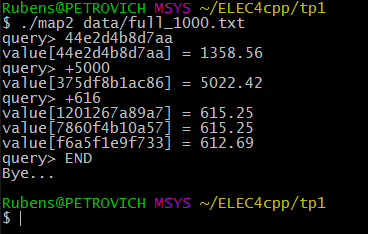 Rubens@PETROVICH MSYS ~/ELEC4cpp/tp1
$ ./map2 data/full_1000.txt
query> 44e2d4b8d7aa
value[44e2d4b8d7aa] = 1358.56
query> +5000
value[375df8b1ac86] = 5022.42
query> +616
value[1201267a89a7] = 615.25
value[7860f4b10a57] = 615.25
value[f6a5f1e9f733] = 612.69
query> END
Bye...
Rubens@PETROVICH MSYS ~/ELEC4cpp/tp1
$